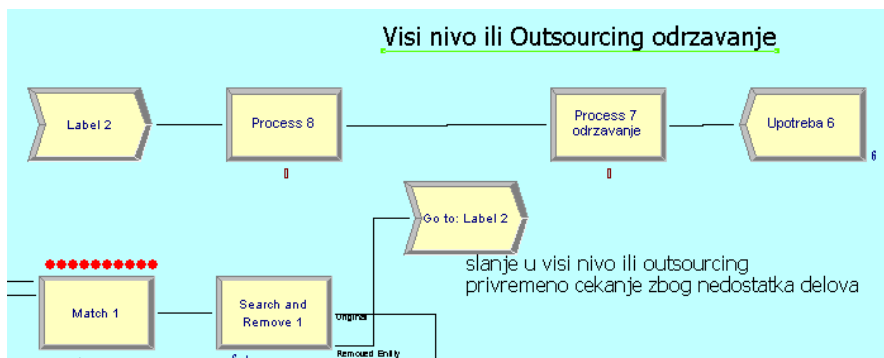 Visi nivo ili Outsourcing odrzavanje
Label 2
Process 8
Process 7
odrzavanje
Upotreba 6
6
0
0
Go to: Label 2
slanje u visi nivo ili outsourcing
privremeno cekanje zbog nedostatka delova
Match 1
Search and
Remove 1
Original
Removed Entity